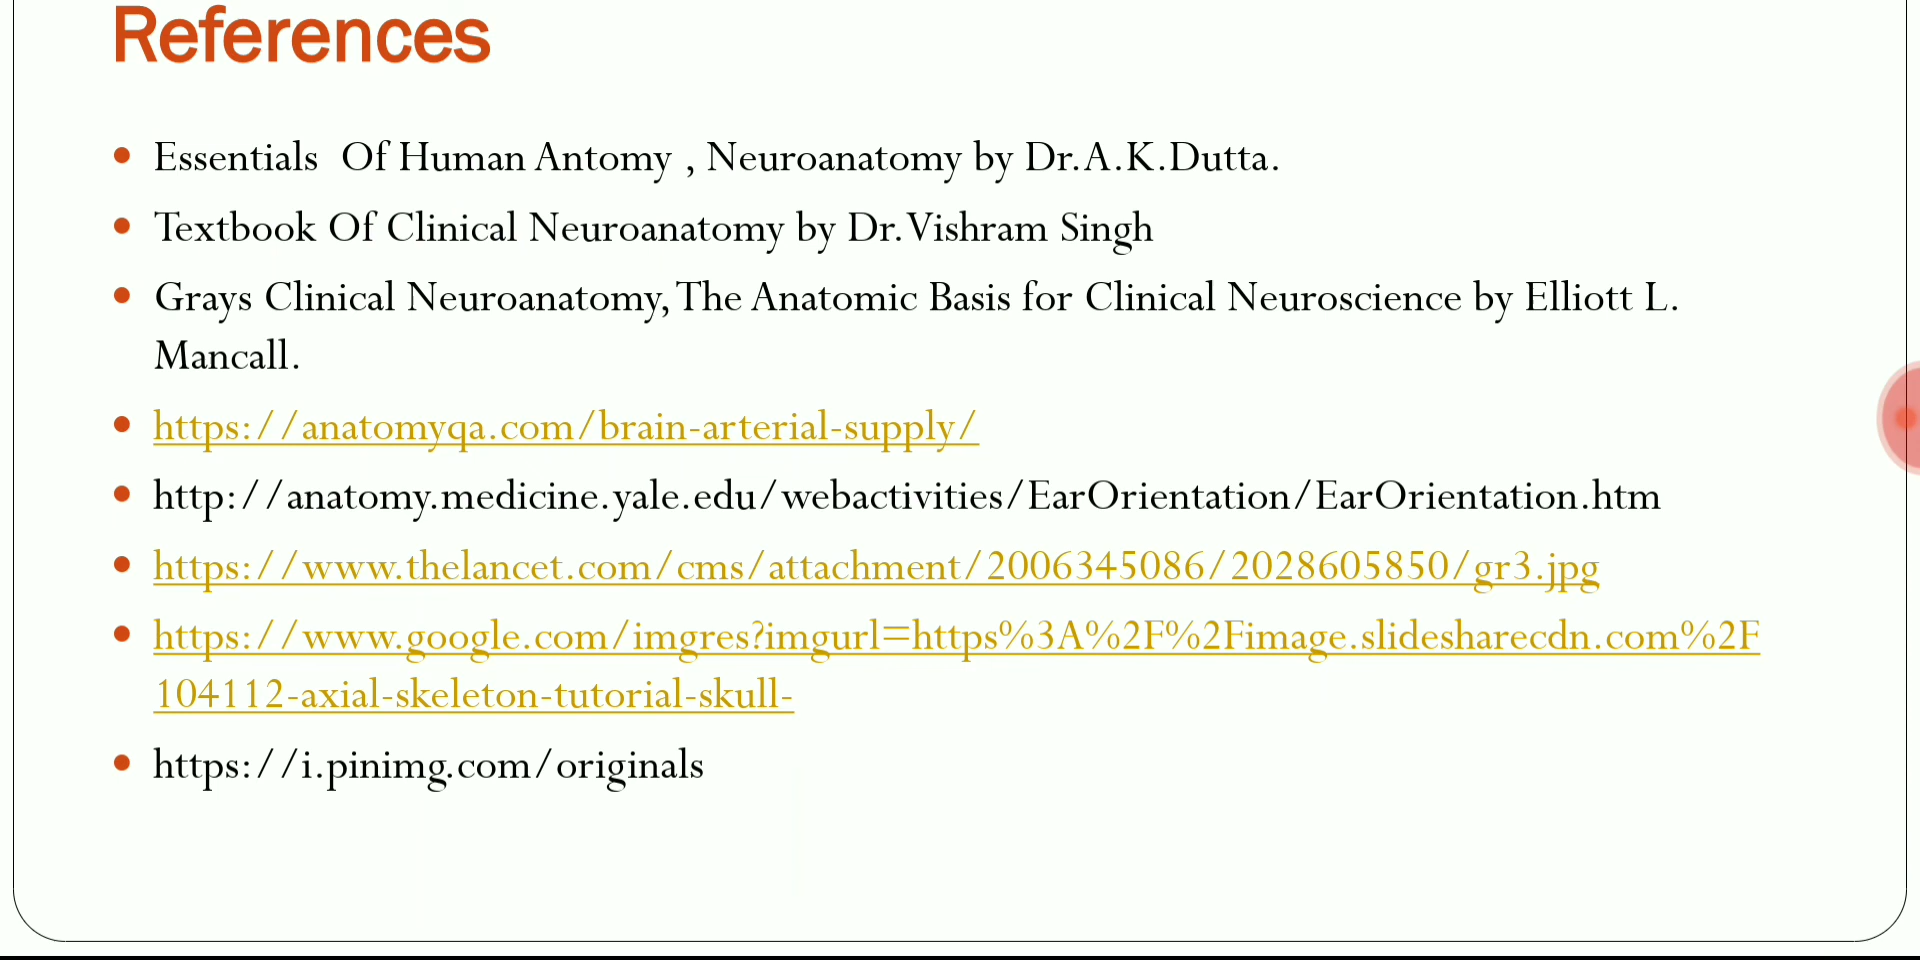 References
Essentials Of Human Antomy , Neuroanatomy by Dr.A.K.Dutta.
Textbook Of Clinical Neuroanatomy by Dr.Vishram Singh
Grays Clinical Neuroanatomy,The Anatomic Basis for Clinical Neuroscience by Elliott L.
Mancall.
https://anatomyqa.com/brain-arterial-supply/
http://anatomy.medicine.yale.edu/webactivities/EarOrientation/EarOrientation.htm
https://www.thelancet.com/cms/attachment/2006345086/2028605850/gr3.jpg
https://www.google.com/imgres?imgurl=https%3A%2F%2Fimage.slidesharecdn.com%2F
104112-axial-skeleton-tutorial-skull-
https://i.pinimg.com/originals